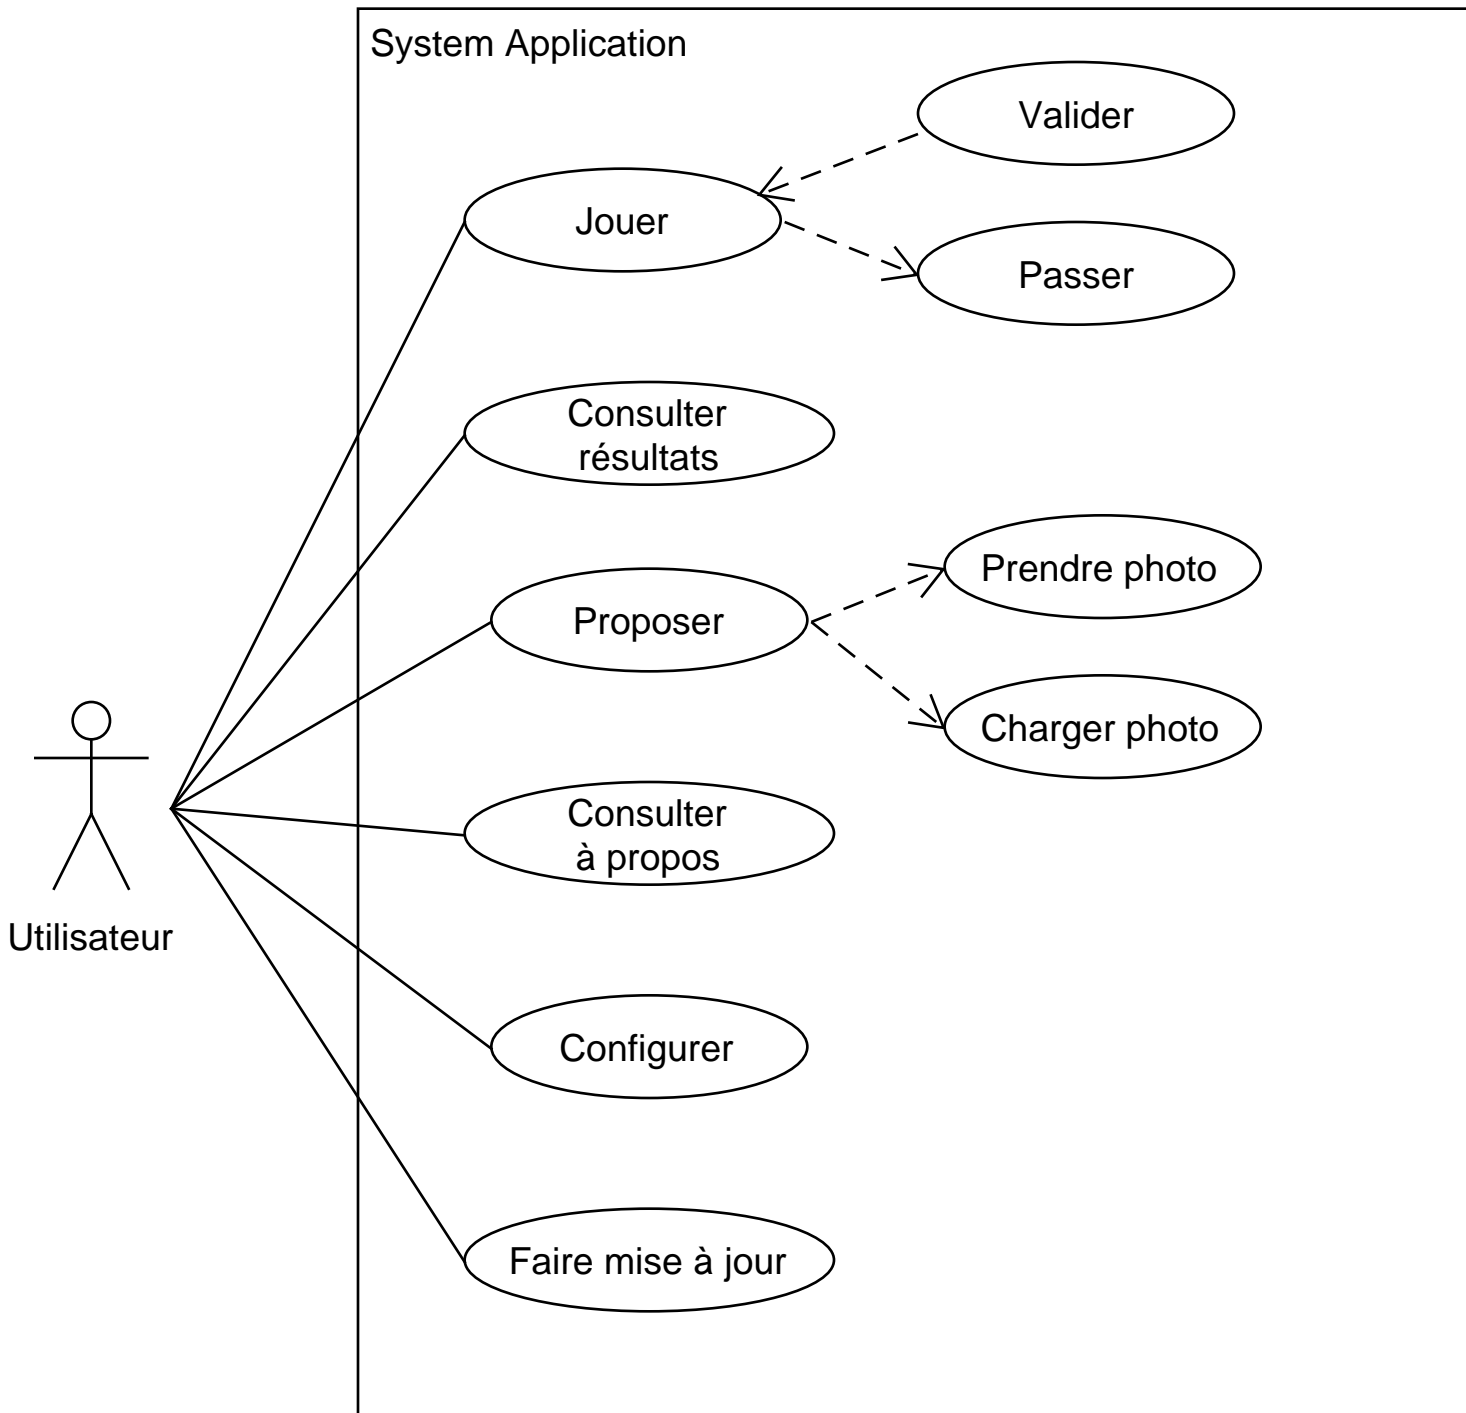 System Application
Valider
Jouer
Passer
Consulter
résultats
Prendre photo
Proposer
Charger photo
Consulter
à propos
Utilisateur
Configurer
Faire mise à jour